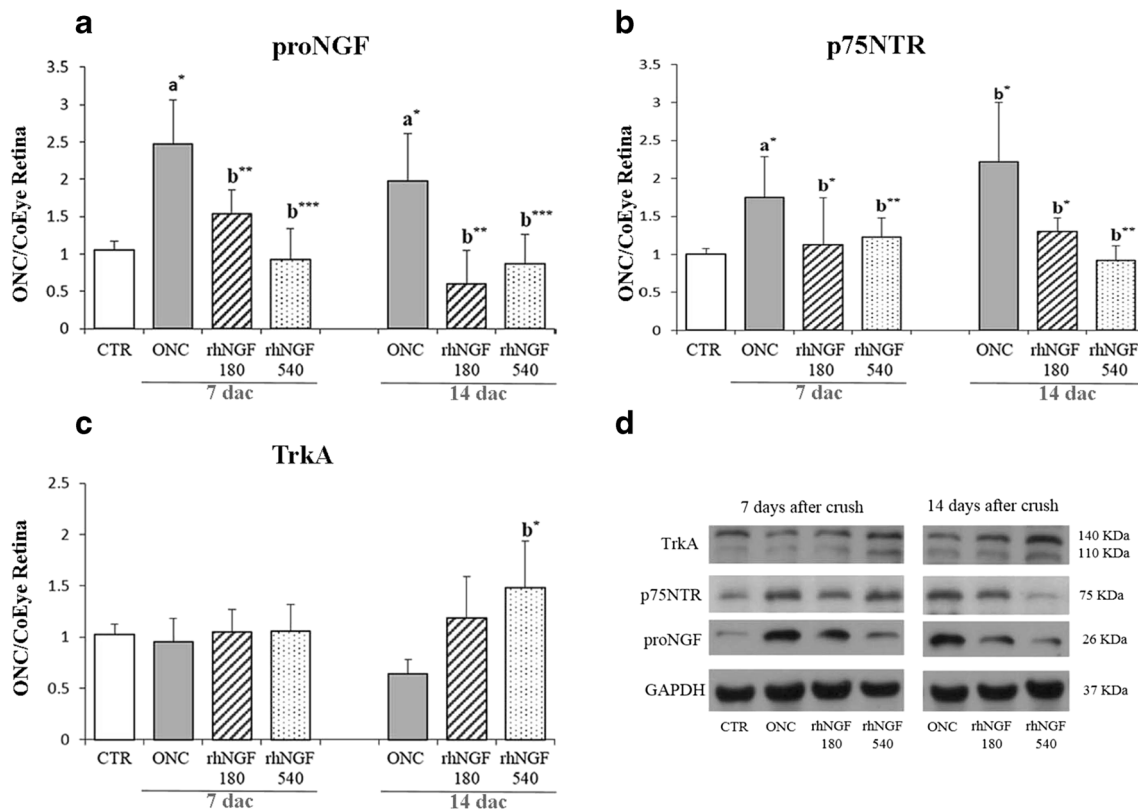 a
proNGF
ONC/CoEye Retina
4
3.5
3
2.5
2
1.5
1
0.5
0
a*
b**
b***
a*
b**
b***
CTR ONC rhNGF 180 rhNGF 540 ONC rhNGF 180 rhNGF 540
7 dac 14 dac
b
p75NTR
ONC/CoEye Retina
3.5
3
2.5
2
1.5
1
0.5
0
a*
b*
b**
b*
b*
b**
CTR ONC rhNGF 180 rhNGF 540 ONC rhNGF 180 rhNGF 540
7 dac 14 dac
c
TrkA
ONC/CoEye Retina
2.5
2
1.5
1
0.5
0
b*
CTR ONC rhNGF 180 rhNGF 540 ONC rhNGF 180 rhNGF 540
7 dac 14 dac
d
7 days after crush 14 days after crush
TrkA 140 KDa
110 KDa
p75NTR 75 KDa
proNGF 26 KDa
GAPDH 37 KDa
CTR ONC rhNGF 180 rhNGF 540 ONC rhNGF 180 rhNGF 540